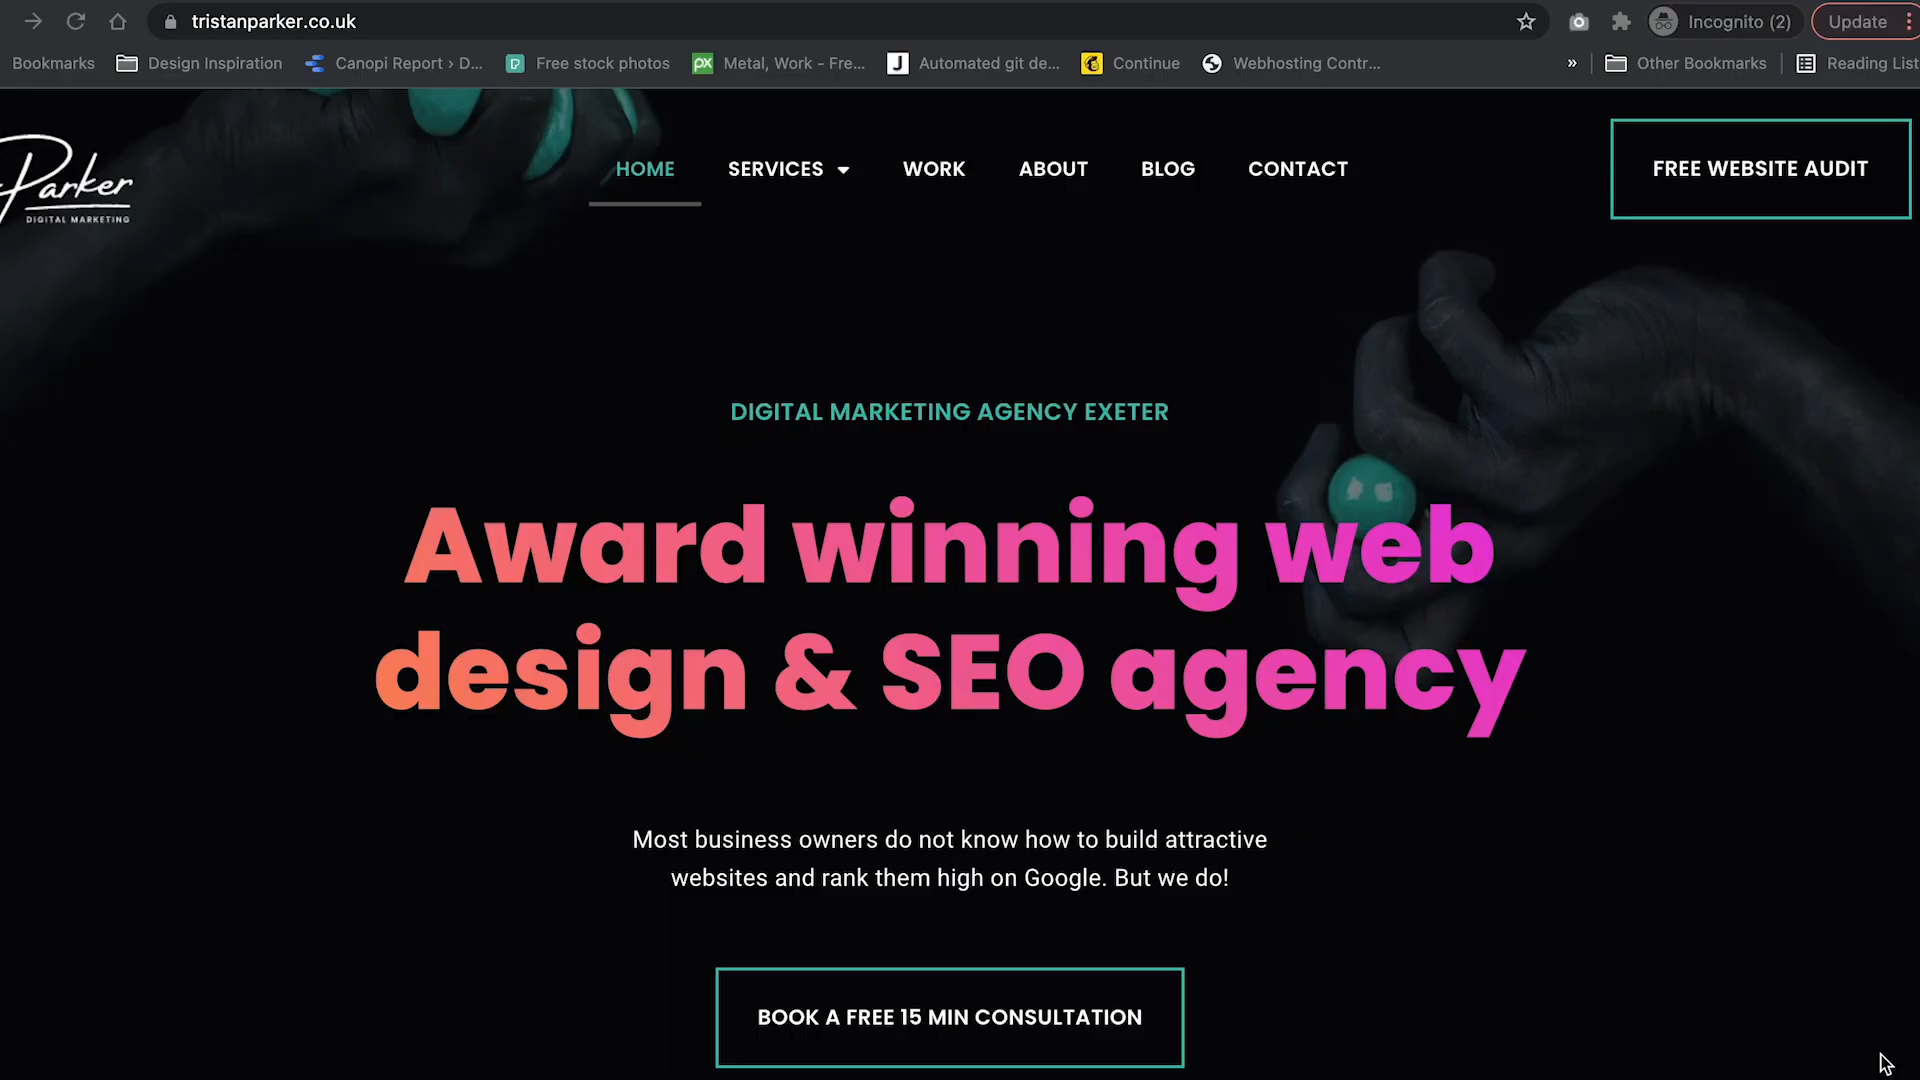 tristanparker.co.uk
Incognito (2)
Update
Bookmarks
Design Inspiration
Canopi Report › D...
Free stock photos
px
Metal, Work - Fre...
J
Automated git de...
Continue
Webhosting Contr...
»
Other Bookmarks
Reading List
Parker
DIGITAL MARKETING
HOME
SERVICES
WORK
ABOUT
BLOG
CONTACT
FREE WEBSITE AUDIT
DIGITAL MARKETING AGENCY EXETER
Award winning web
design & SEO agency
Most business owners do not know how to build attractive
websites and rank them high on Google. But we do!
BOOK A FREE 15 MIN CONSULTATION